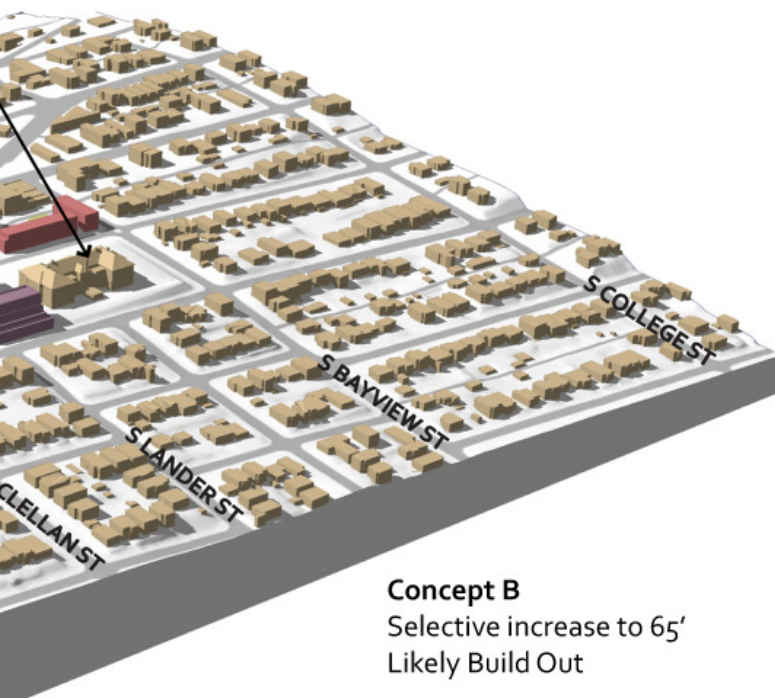 S COLLEGE ST
S BAYVIEW ST
S LANDER ST
CLELLAN ST
Concept B
Selective increase to 65'
Likely Build Out